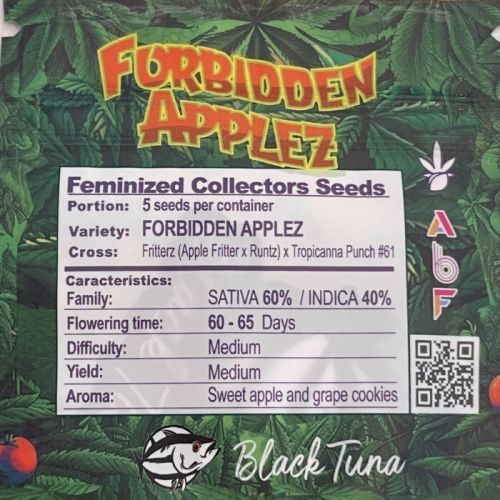 FORBIDDEN
APPLEZ
Feminized Collectors Seeds
Portion: 5 seeds per container
Variety: FORBIDDEN APPLEZ
Cross: Fritterz (Apple Fritter x Runtz) x Tropicanna Punch #61
Característics:
Family: SATIVA 60% / INDICA 40%
Flowering time: 60 - 65 Days
Difficulty: Medium
Yield: Medium
Aroma: Sweet apple and grape cookies
AbF
Black Tuna